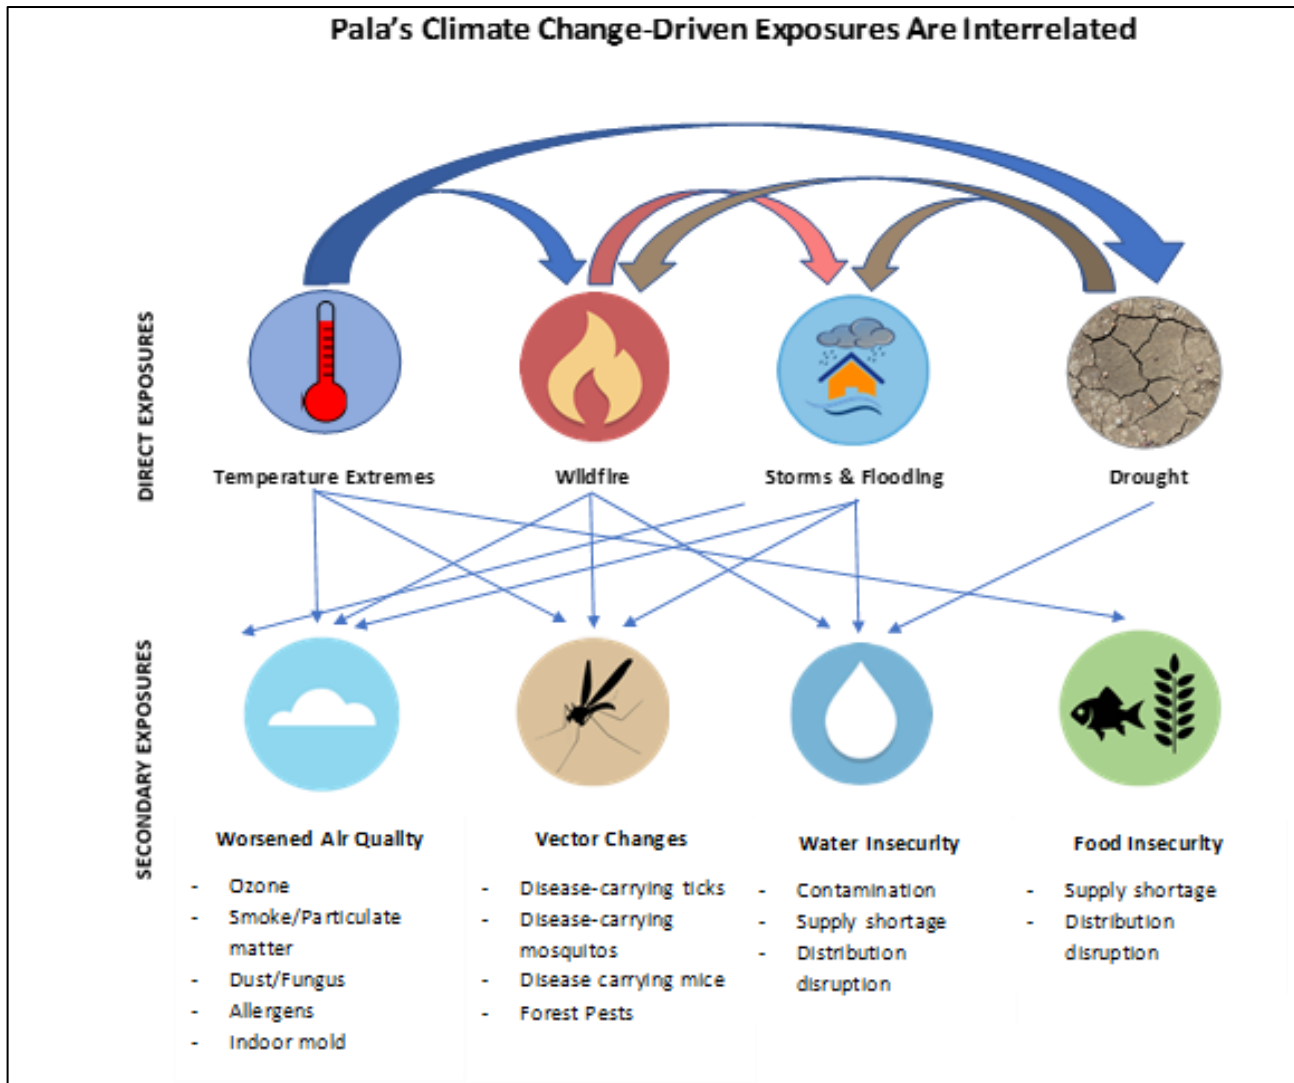 Pala's Climate Change-Driven Exposures Are Interrelated
DIRECT EXPOSURES
Temperature Extremes
Wildfire
Storms & Flooding
Drought
SECONDARY EXPOSURES
Worsened Air Quality
- Ozone
- Smoke/Particulate
matter
- Dust/Fungus
- Allergens
- Indoor mold
Vector Changes
- Disease-carrying ticks
- Disease-carrying
mosquitos
- Disease carrying mice
- Forest Pests
Water Insecurity
- Contamination
- Supply shortage
- Distribution
disruption
Food Insecurity
- Supply shortage
- Distribution
disruption